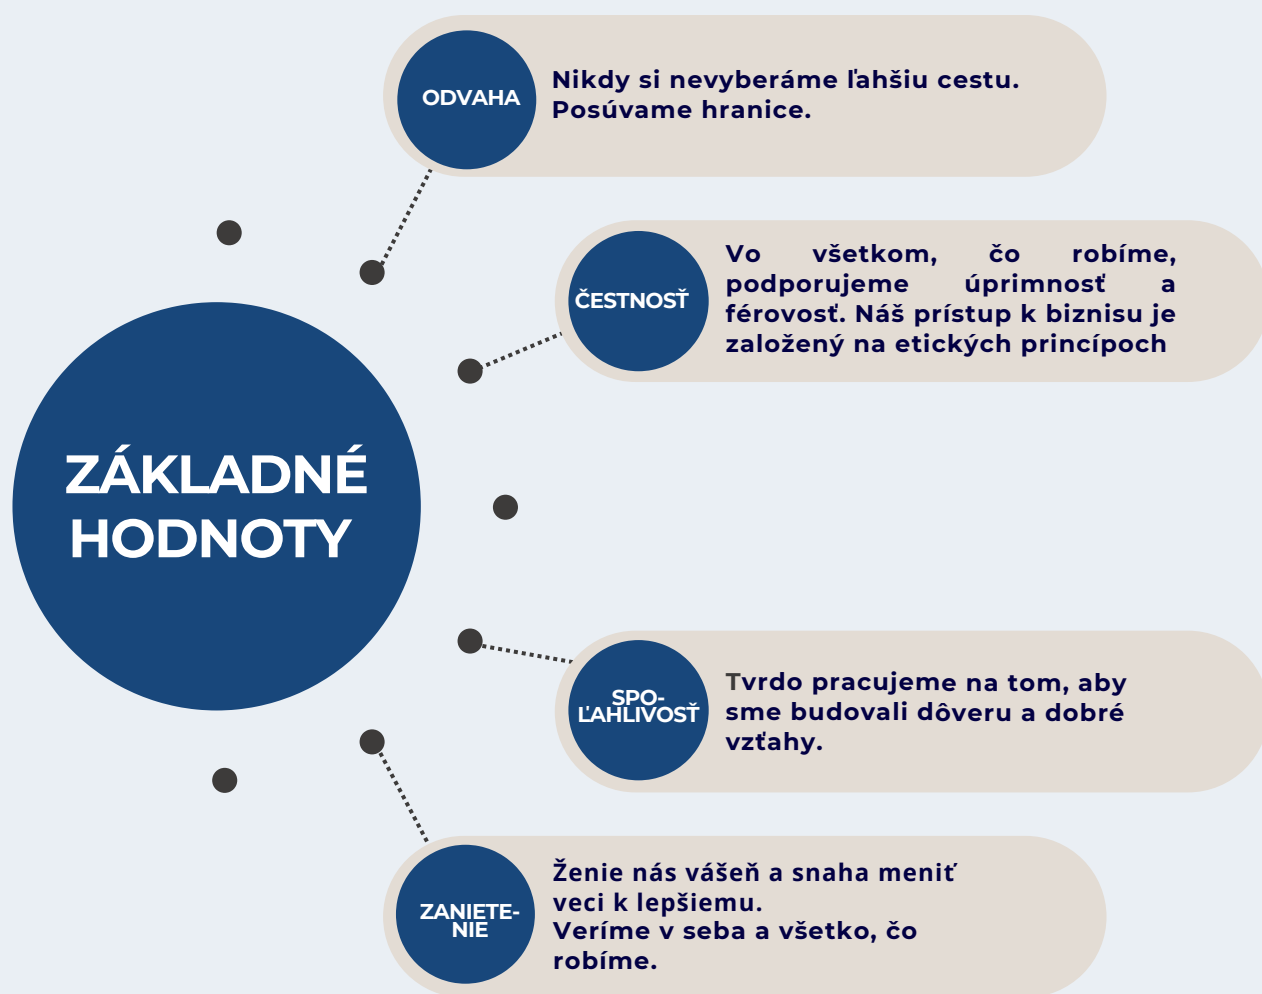 ODVAHA
Nikdy si nevyberáme ľahšiu cestu.
Posúvame hranice.
ČESTNOSŤ
Vo všetkom, čo robíme,
podporujeme úprimnosť a
férovosť. Náš prístup k biznisu je
založený na etických princípoch
ZÁKLADNÉ
HODNOTY
SPO-
ĽAHLIVOSŤ
Tvrdo pracujeme na tom, aby
sme budovali dôveru a dobré
vzťahy.
ZANIETE-
NIE
Ženie nás vášeň a snaha meniť
veci k lepšiemu.
Veríme v seba a všetko, čo
robíme.